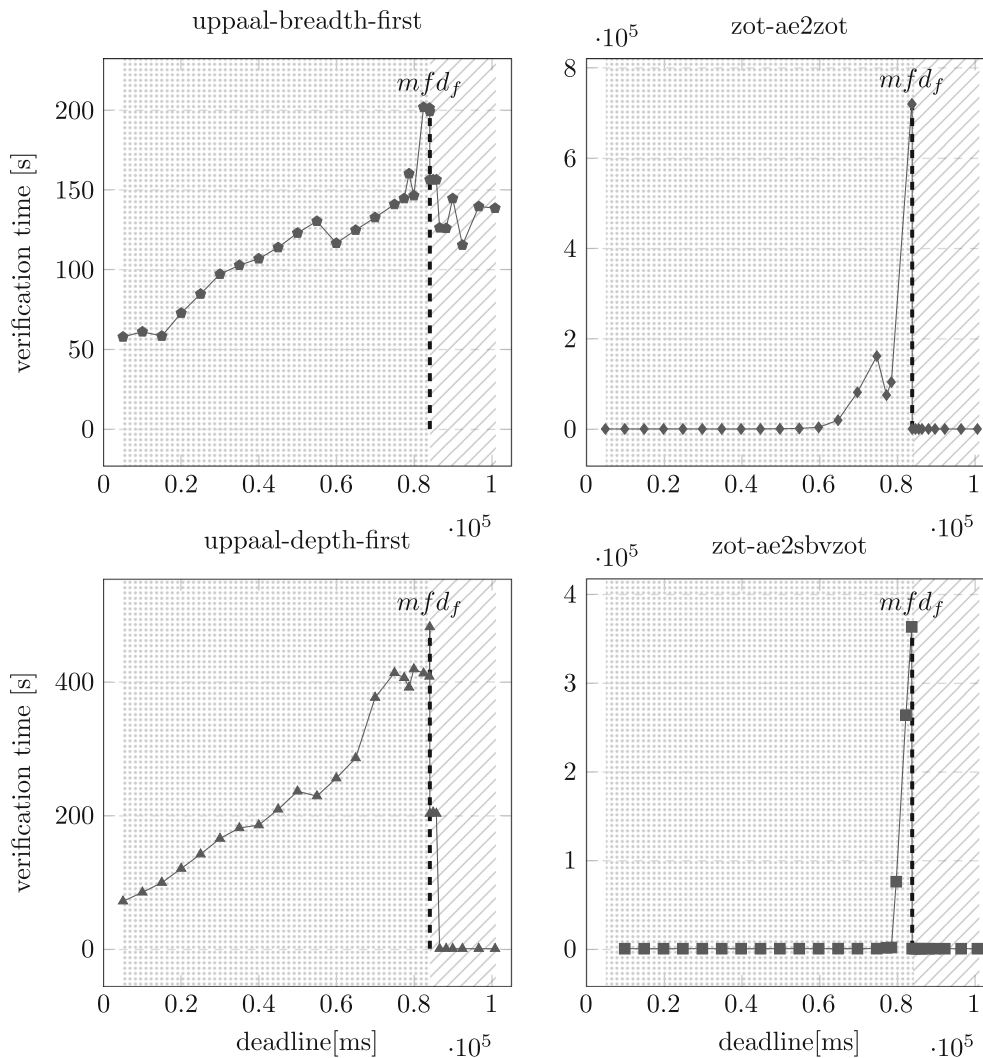 uppaal-breadth-first
verification time [s]
200
150
100
50
0
mfd_f
0 0.2 0.4 0.6 0.8 1
·10^5
zot-ae2zot
·10^5
8
6
4
2
0
mfd_f
0 0.2 0.4 0.6 0.8 1
·10^5
uppaal-depth-first
verification time [s]
400
200
0
mfd_f
0 0.2 0.4 0.6 0.8 1
deadline[ms]
·10^5
zot-ae2sbvzot
·10^5
4
3
2
1
0
mfd_f
0 0.2 0.4 0.6 0.8 1
deadline[ms]
·10^5